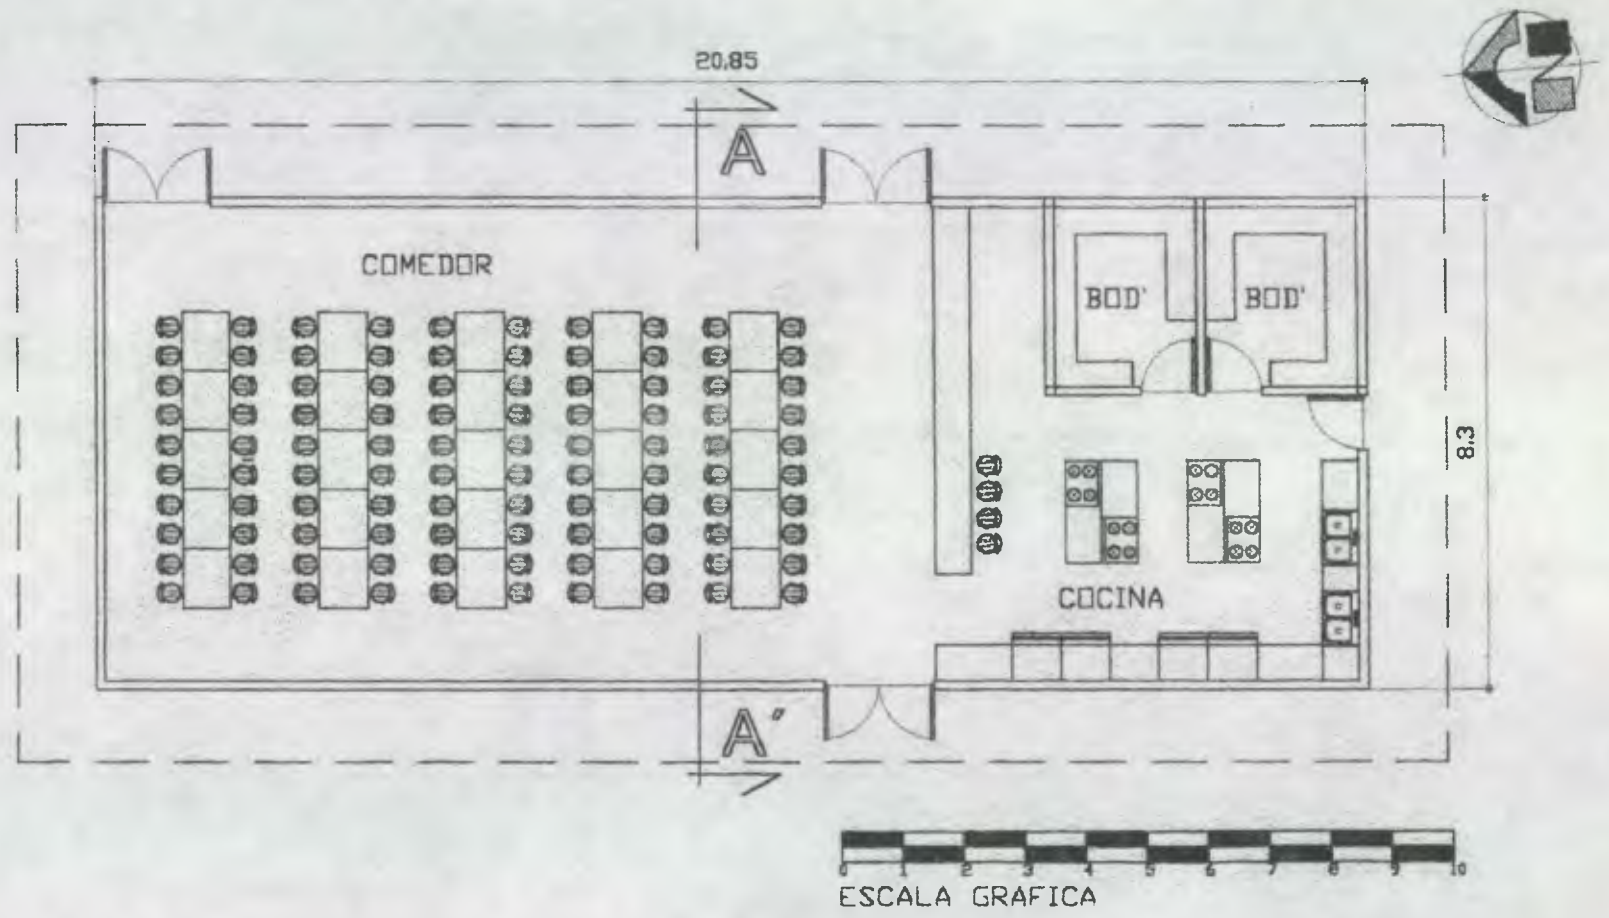 20,85
A
COMEDOR
BOD'
BOD'
8,3
COCINA
A"
0 1 2 3 4 5 6 7 8 9 10
ESCALA GRAFICA